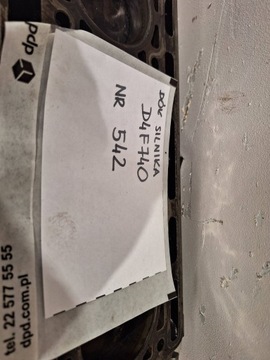 DÓŁ SILNIKA
D4F740
NR 542
dpd
tel. 22 577 55 55
dpd.com.pl